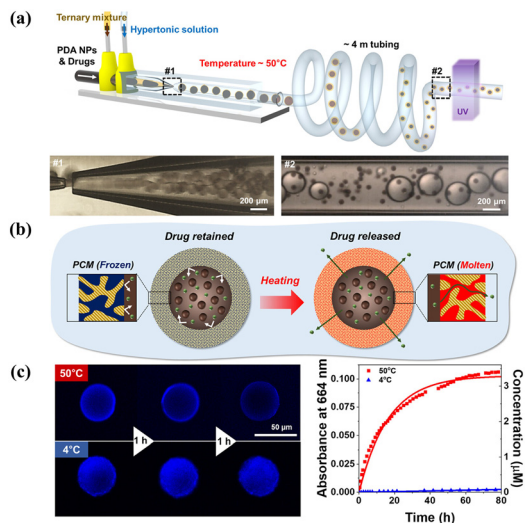 (a)
Ternary mixture
Hypertonic solution
PDA NPs
& Drugs
#1
Temperature ~ 50°C
~ 4 m tubing
#2
UV
#1
200 µm
#2
200 µm
(b)
Drug retained
Drug released
PCM (Frozen)
Heating
PCM (Molten)
(c)
50°C
4°C
1 h
1 h
50 µm
Absorbance at 664 nm
0.100
0.075
0.050
0.025
0.000
50°C
4°C
3
2
1
0
Concentration (µM)
0 20 40 60 80
Time (h)